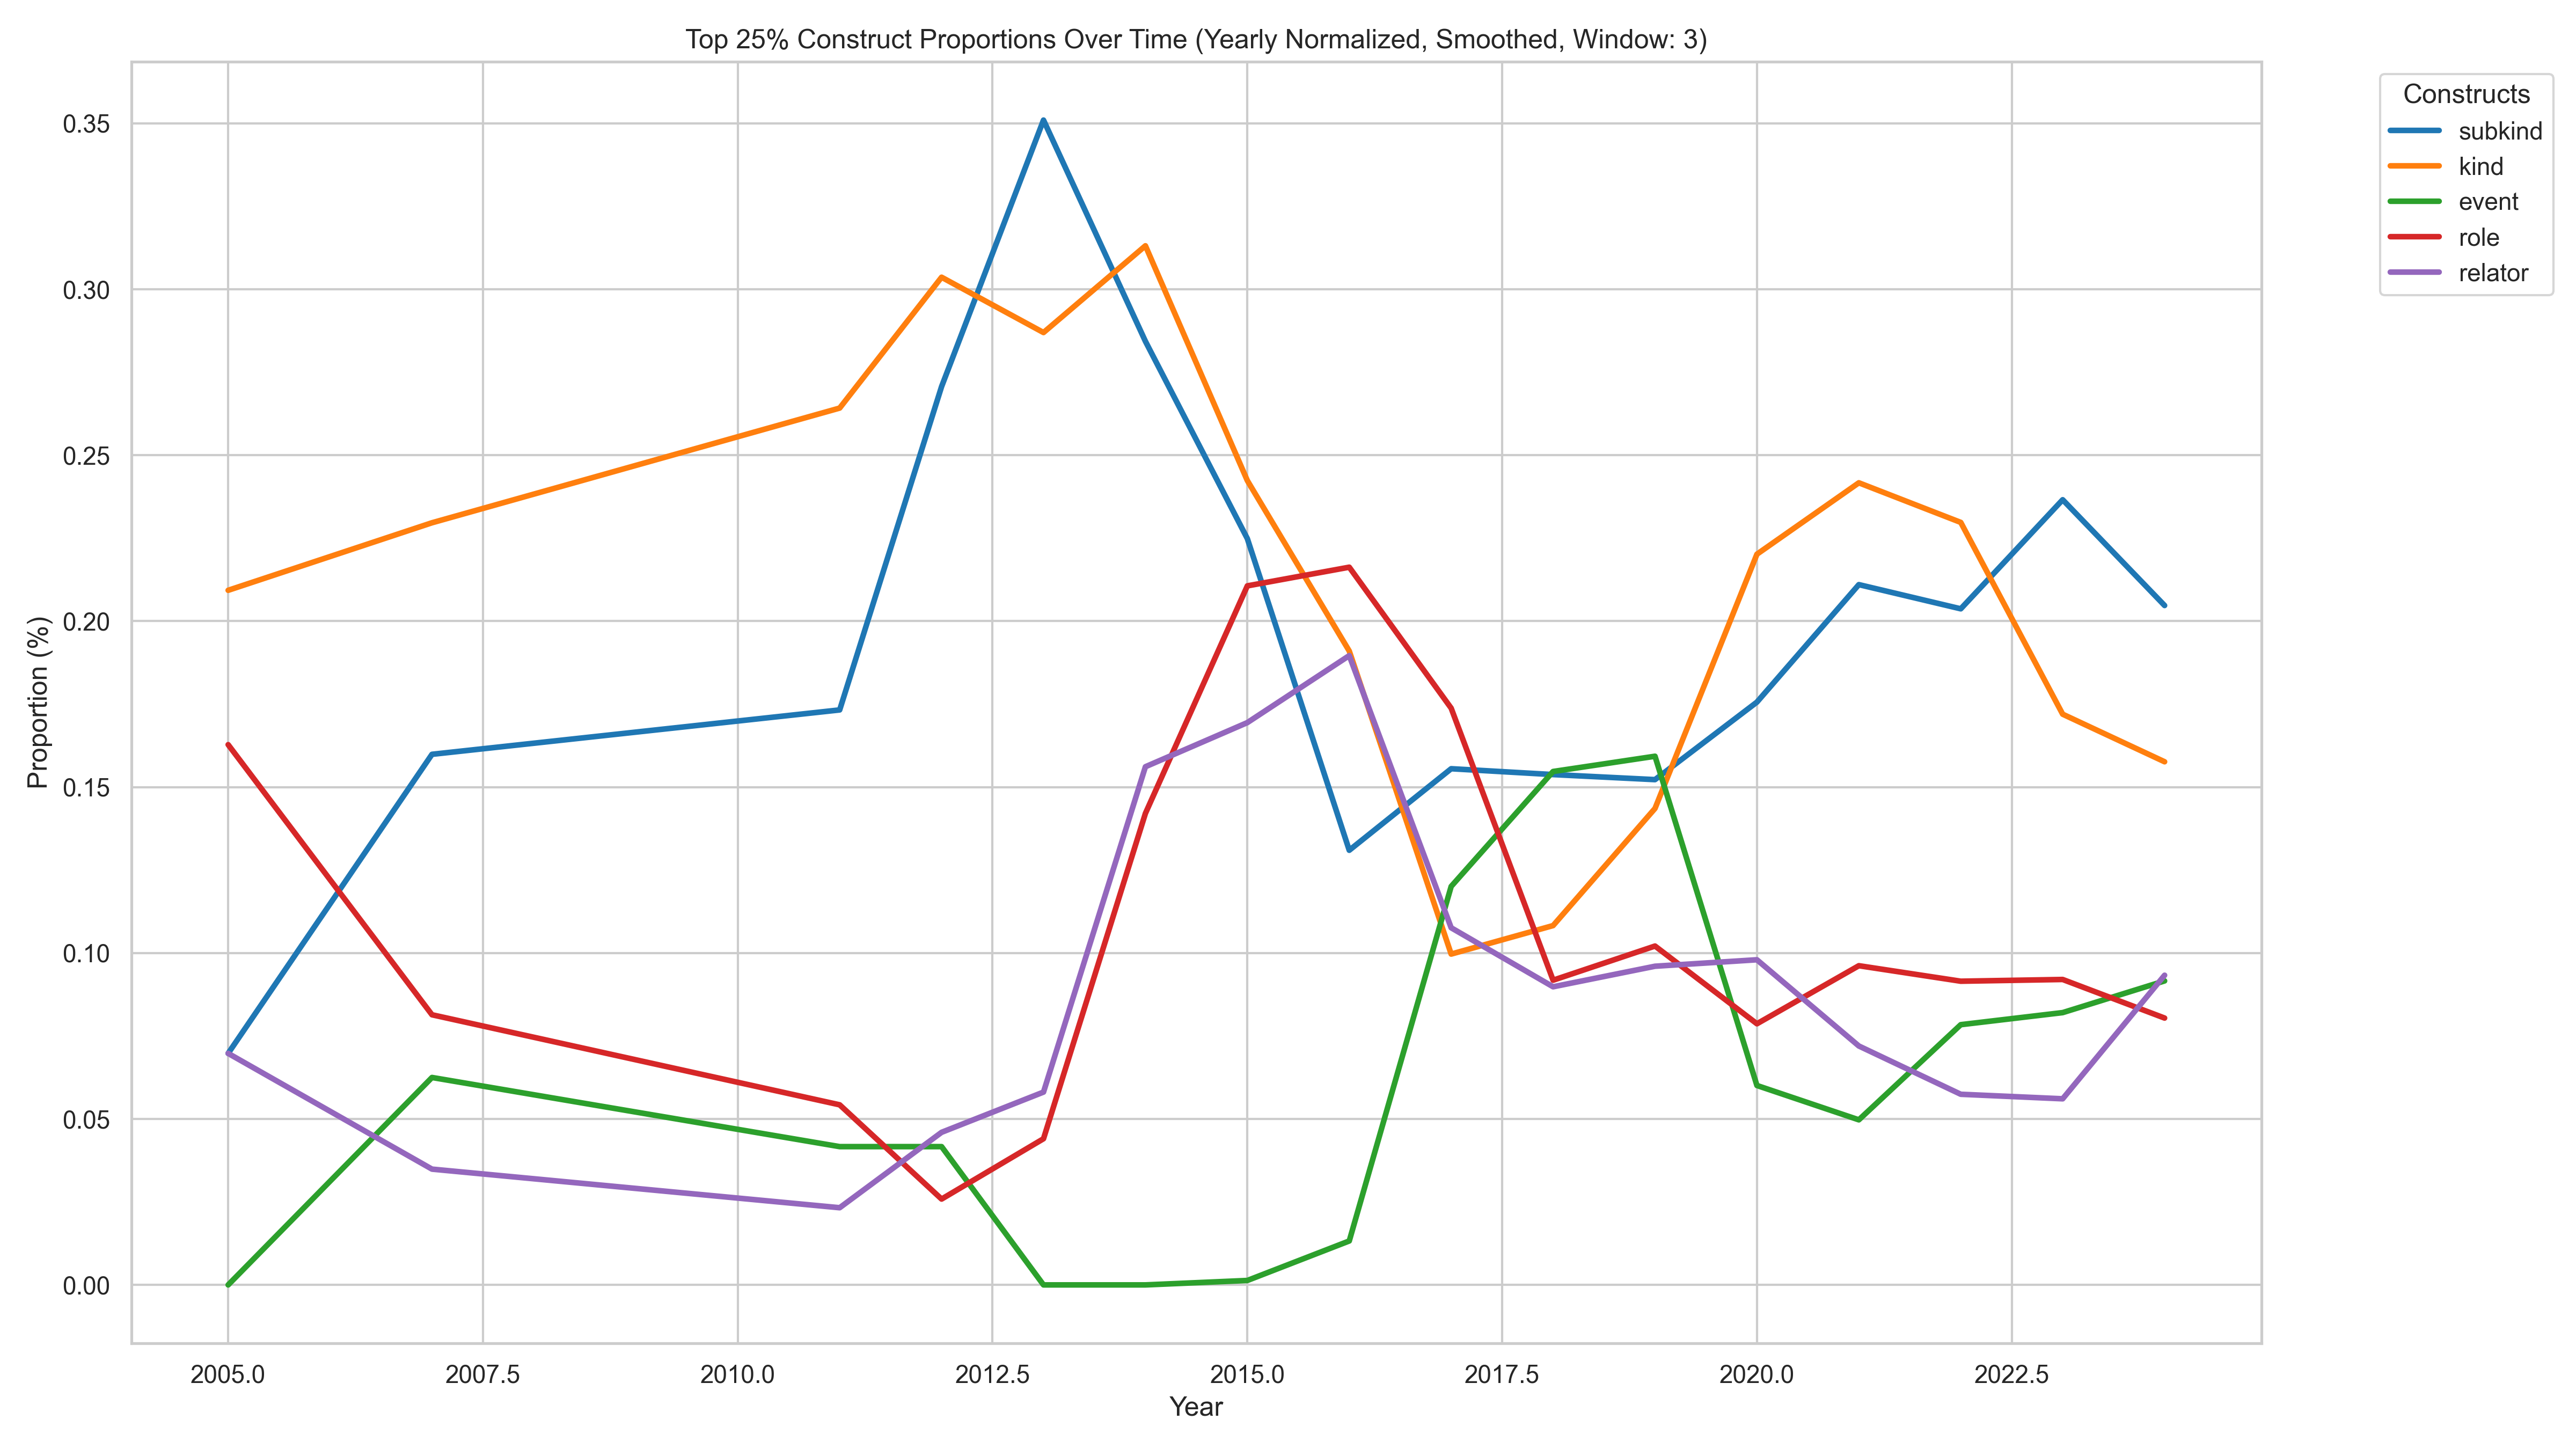 Top 25% Construct Proportions Over Time (Yearly Normalized, Smoothed, Window: 3)
Constructs
subkind
kind
event
role
relator
Proportion (%)
0.35
0.30
0.25
0.20
0.15
0.10
0.05
0.00
2005.0 2007.5 2010.0 2012.5 2015.0 2017.5 2020.0 2022.5
Year